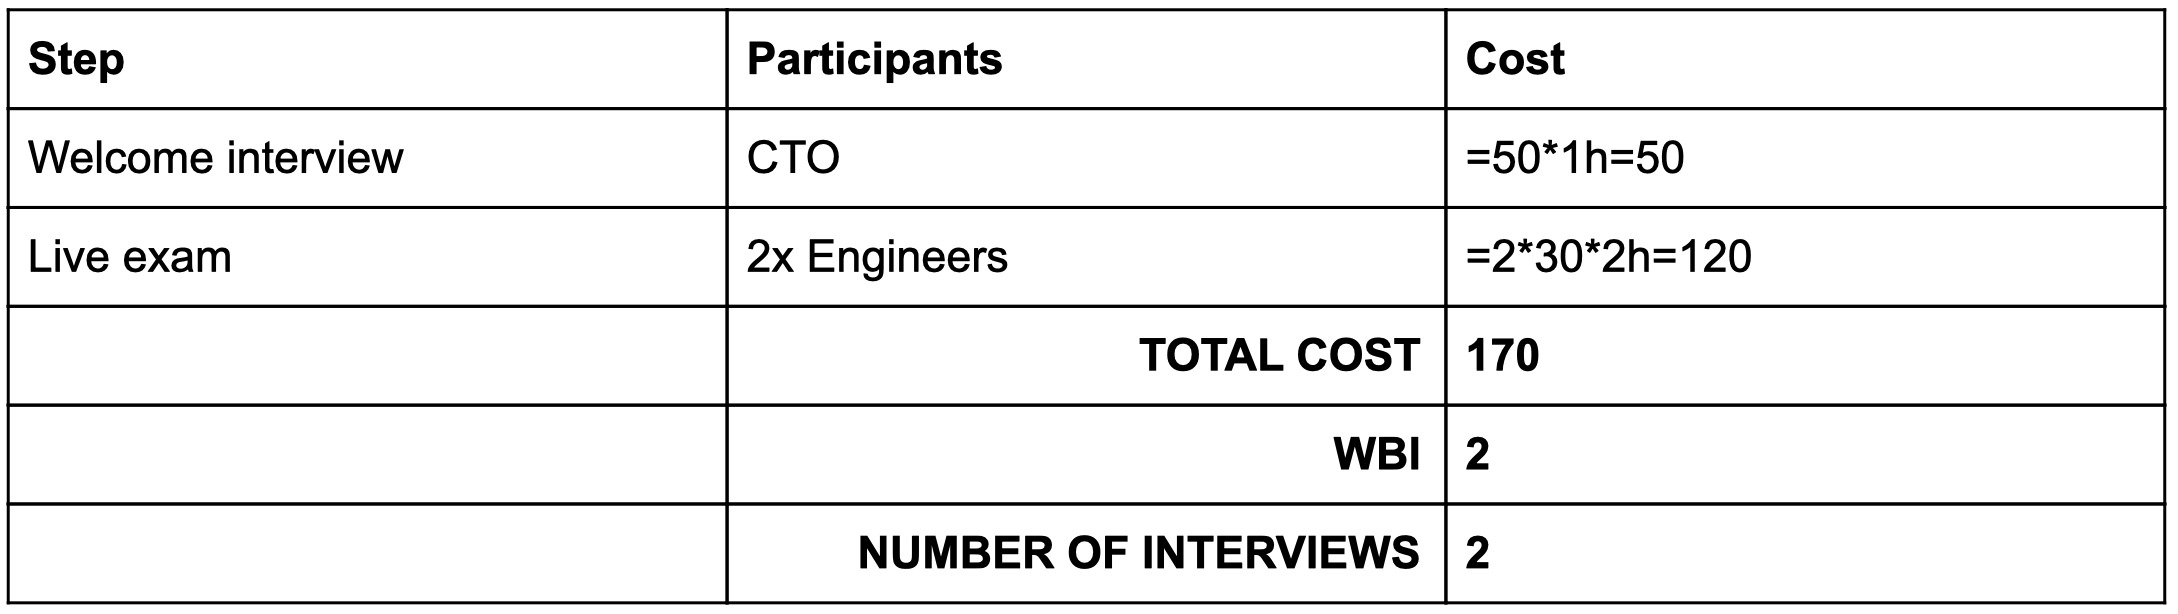 Step Participants Cost
Welcome interview CTO =50*1h=50
Live exam 2x Engineers =2*30*2h=120
TOTAL COST 170
WBI 2
NUMBER OF INTERVIEWS 2